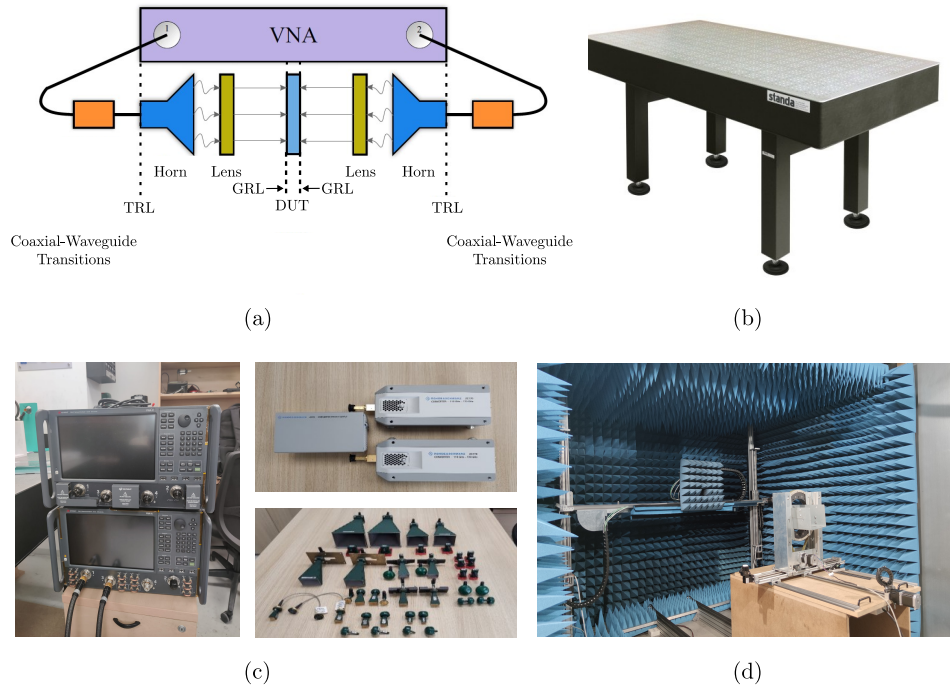 VNA
1
2
Horn
Lens
Lens
Horn
GRL
GRL
DUT
TRL
TRL
Coaxial-Waveguide
Transitions
Coaxial-Waveguide
Transitions
(a)
standa
(b)
(c)
(d)